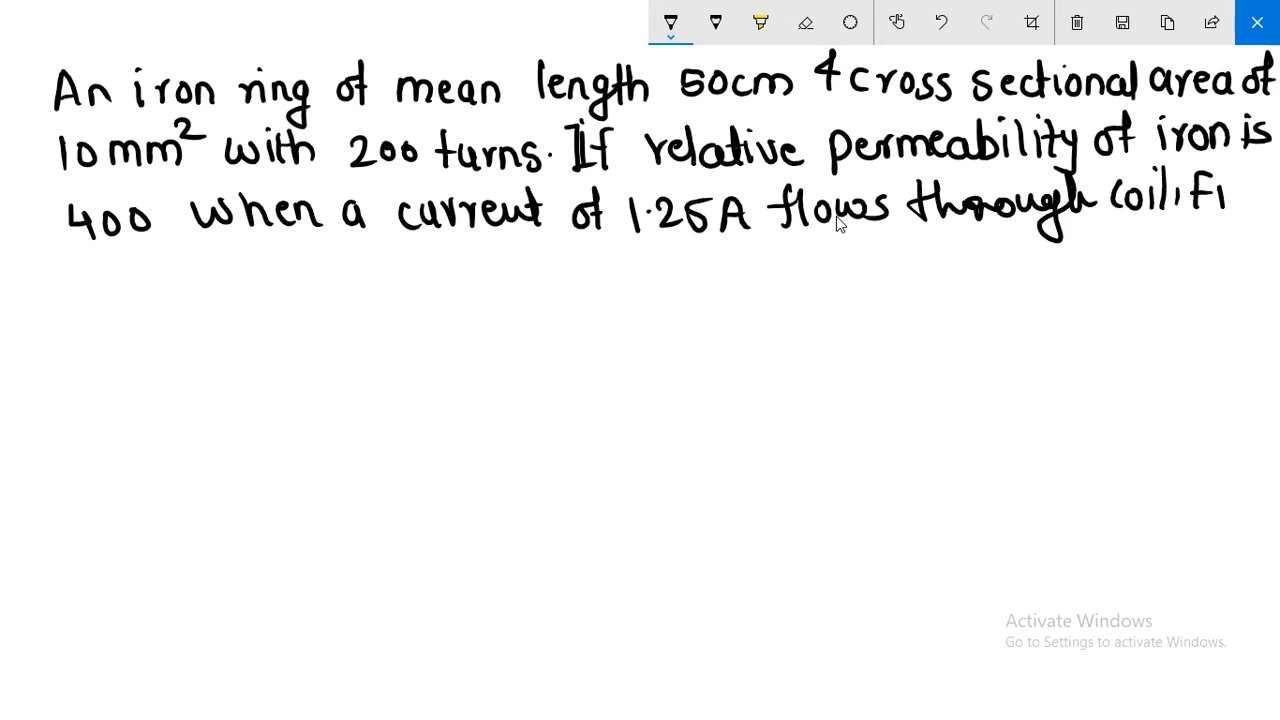 An iron ring of mean length 50cm & cross sectional area of
10mm² with 200 turns. If relative permeability of iron is
400 when a current of 1.25A flows through coil, Fi
Activate Windows
Go to Settings to activate Windows.